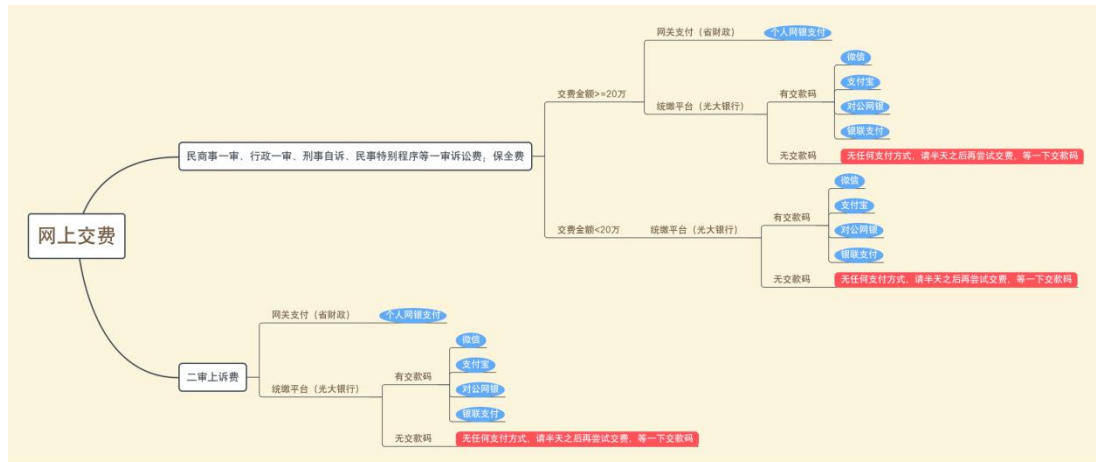 网上交费
民商事一审、行政一审、刑事自诉、民事特别程序等一审诉讼费；保全费
交费金额>=20万
网关支付（省财政）
个人网银支付
统缴平台（光大银行）
有交款码
微信
支付宝
对公网银
银联支付
无交款码
无任何支付方式，请半天之后再尝试交费，等一下交款码
交费金额<20万
统缴平台（光大银行）
有交款码
微信
支付宝
对公网银
银联支付
无交款码
无任何支付方式，请半天之后再尝试交费，等一下交款码
二审上诉费
网关支付（省财政）
个人网银支付
统缴平台（光大银行）
有交款码
微信
支付宝
对公网银
银联支付
无交款码
无任何支付方式，请半天之后再尝试交费，等一下交款码